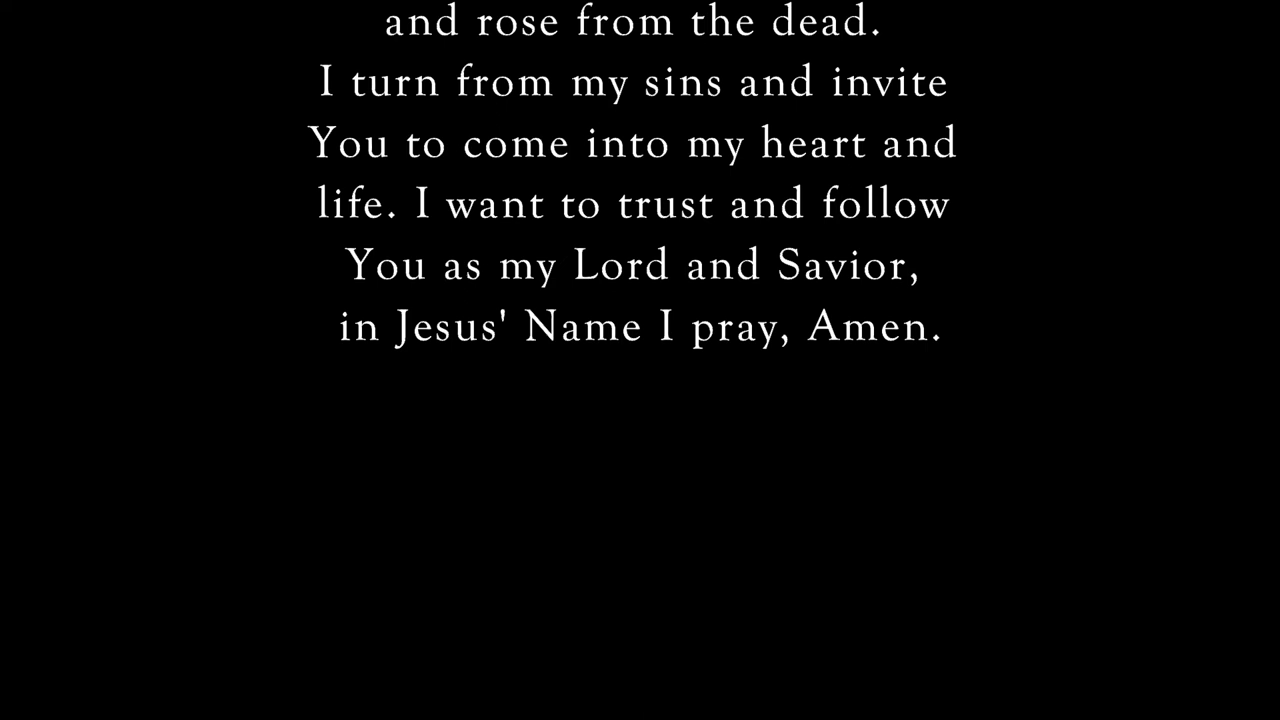 and rose from the dead.
I turn from my sins and invite
You to come into my heart and
life. I want to trust and follow
You as my Lord and Savior,
in Jesus' Name I pray, Amen.